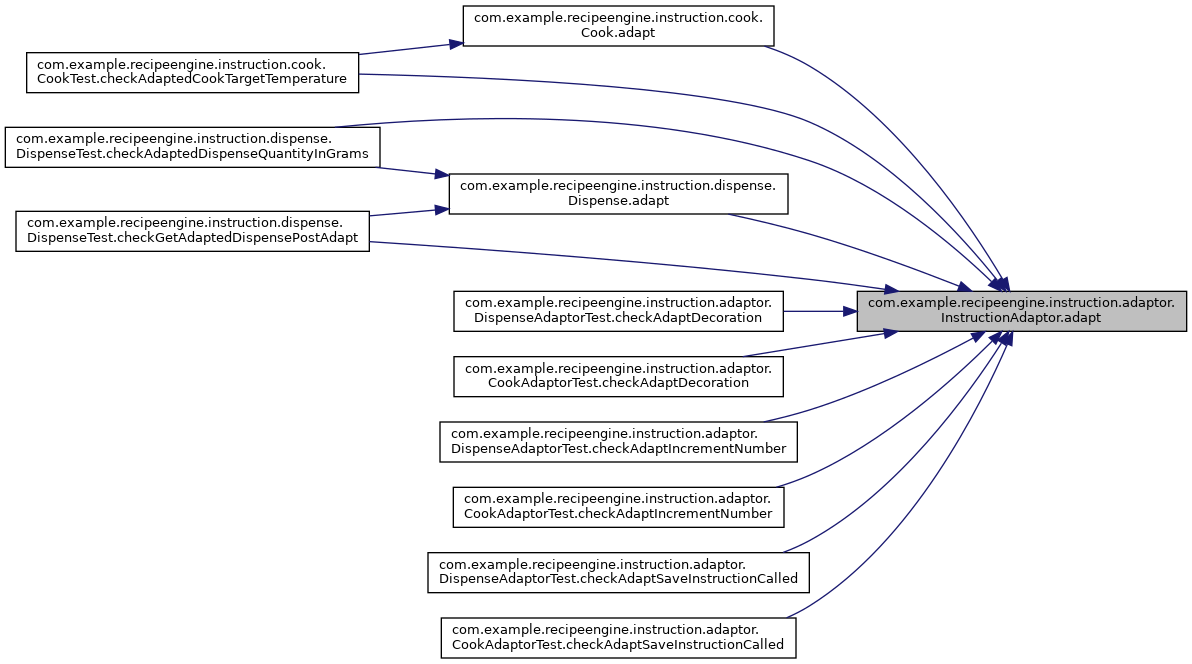 com.example.recipeengine.instruction.cook.
Cook.adapt
com.example.recipeengine.instruction.cook.
CookTest.checkAdaptedCookTargetTemperature
com.example.recipeengine.instruction.dispense.
DispenseTest.checkAdaptedDispenseQuantityInGrams
com.example.recipeengine.instruction.dispense.
Dispense.adapt
com.example.recipeengine.instruction.dispense.
DispenseTest.checkGetAdaptedDispensePostAdapt
com.example.recipeengine.instruction.adaptor.
DispenseAdaptorTest.checkAdaptDecoration
com.example.recipeengine.instruction.adaptor.
InstructionAdaptor.adapt
com.example.recipeengine.instruction.adaptor.
CookAdaptorTest.checkAdaptDecoration
com.example.recipeengine.instruction.adaptor.
DispenseAdaptorTest.checkAdaptIncrementNumber
com.example.recipeengine.instruction.adaptor.
CookAdaptorTest.checkAdaptIncrementNumber
com.example.recipeengine.instruction.adaptor.
DispenseAdaptorTest.checkAdaptSaveInstructionCalled
com.example.recipeengine.instruction.adaptor.
CookAdaptorTest.checkAdaptSaveInstructionCalled